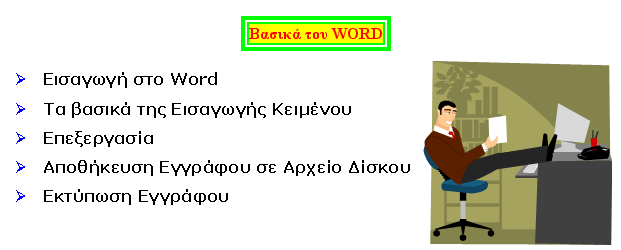 Βασικά του WORD
Εισαγωγή στο Word
Τα βασικά της Εισαγωγής Κειμένου
Επεξεργασία
Αποθήκευση Εγγράφου σε Αρχείο Δίσκου
Εκτύπωση Εγγράφου